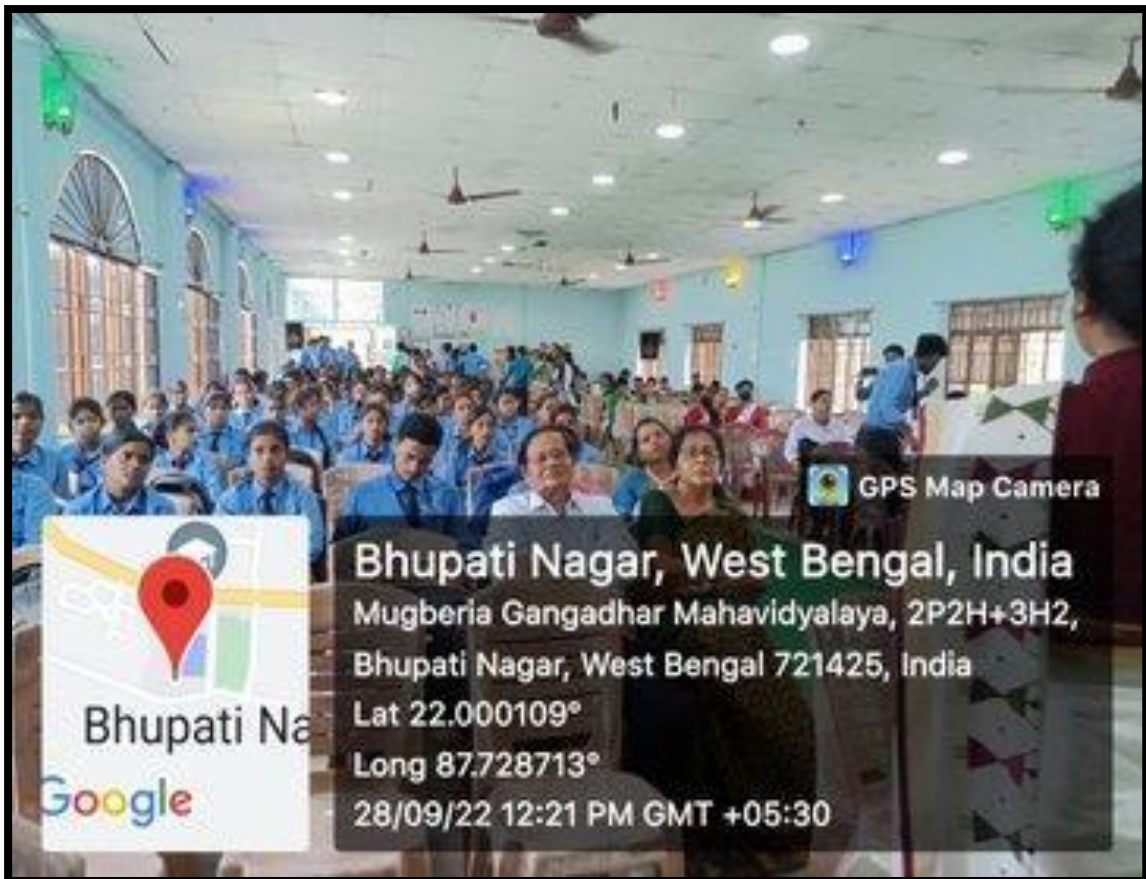 GPS Map Camera
Bhupati Nagar, West Bengal, India
Mugberia Gangadhar Mahavidyalaya, 2P2H+3H2,
Bhupati Nagar, West Bengal 721425, India
Lat 22.000109°
Long 87.728713°
28/09/22 12:21 PM GMT +05:30
Bhupati Na
Google